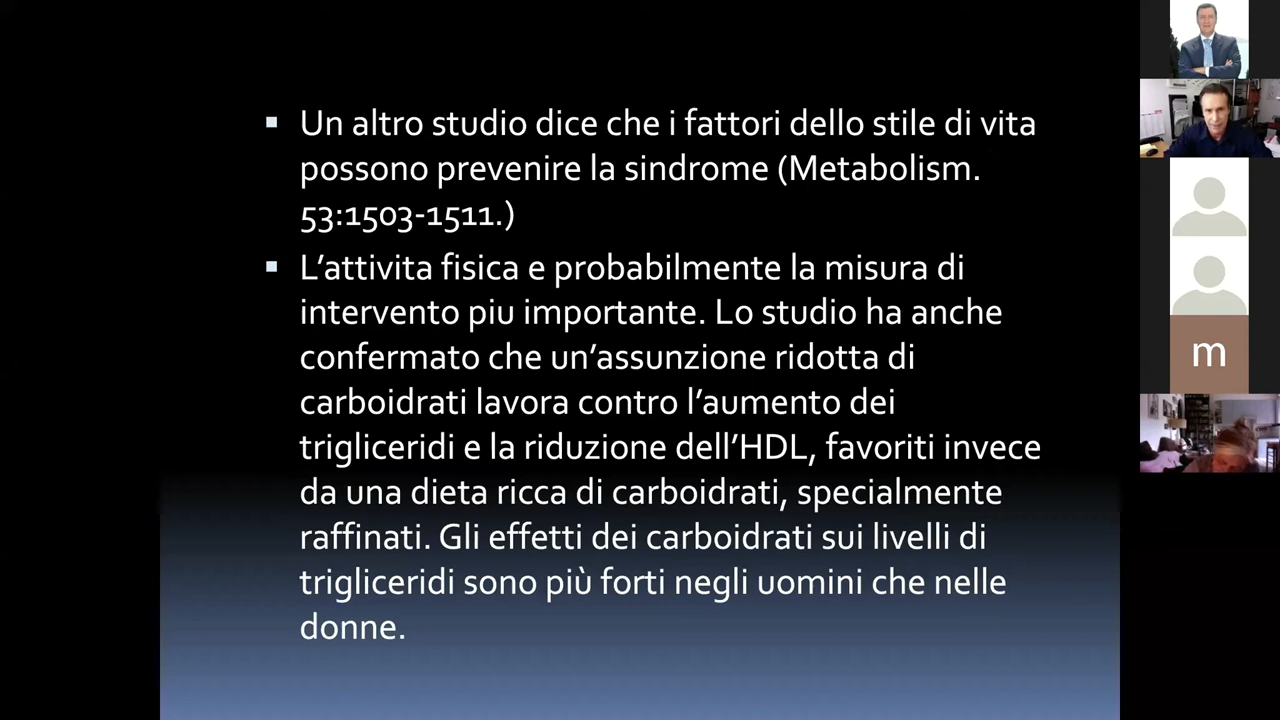 Un altro studio dice che i fattori dello stile di vita
possono prevenire la sindrome (Metabolism.
53:1503-1511.)
L'attivita fisica e probabilmente la misura di
intervento piu importante. Lo studio ha anche
confermato che un'assunzione ridotta di
carboidrati lavora contro l'aumento dei
trigliceridi e la riduzione dell'HDL, favoriti invece
da una dieta ricca di carboidrati, specialmente
raffinati. Gli effetti dei carboidrati sui livelli di
trigliceridi sono più forti negli uomini che nelle
donne.
m